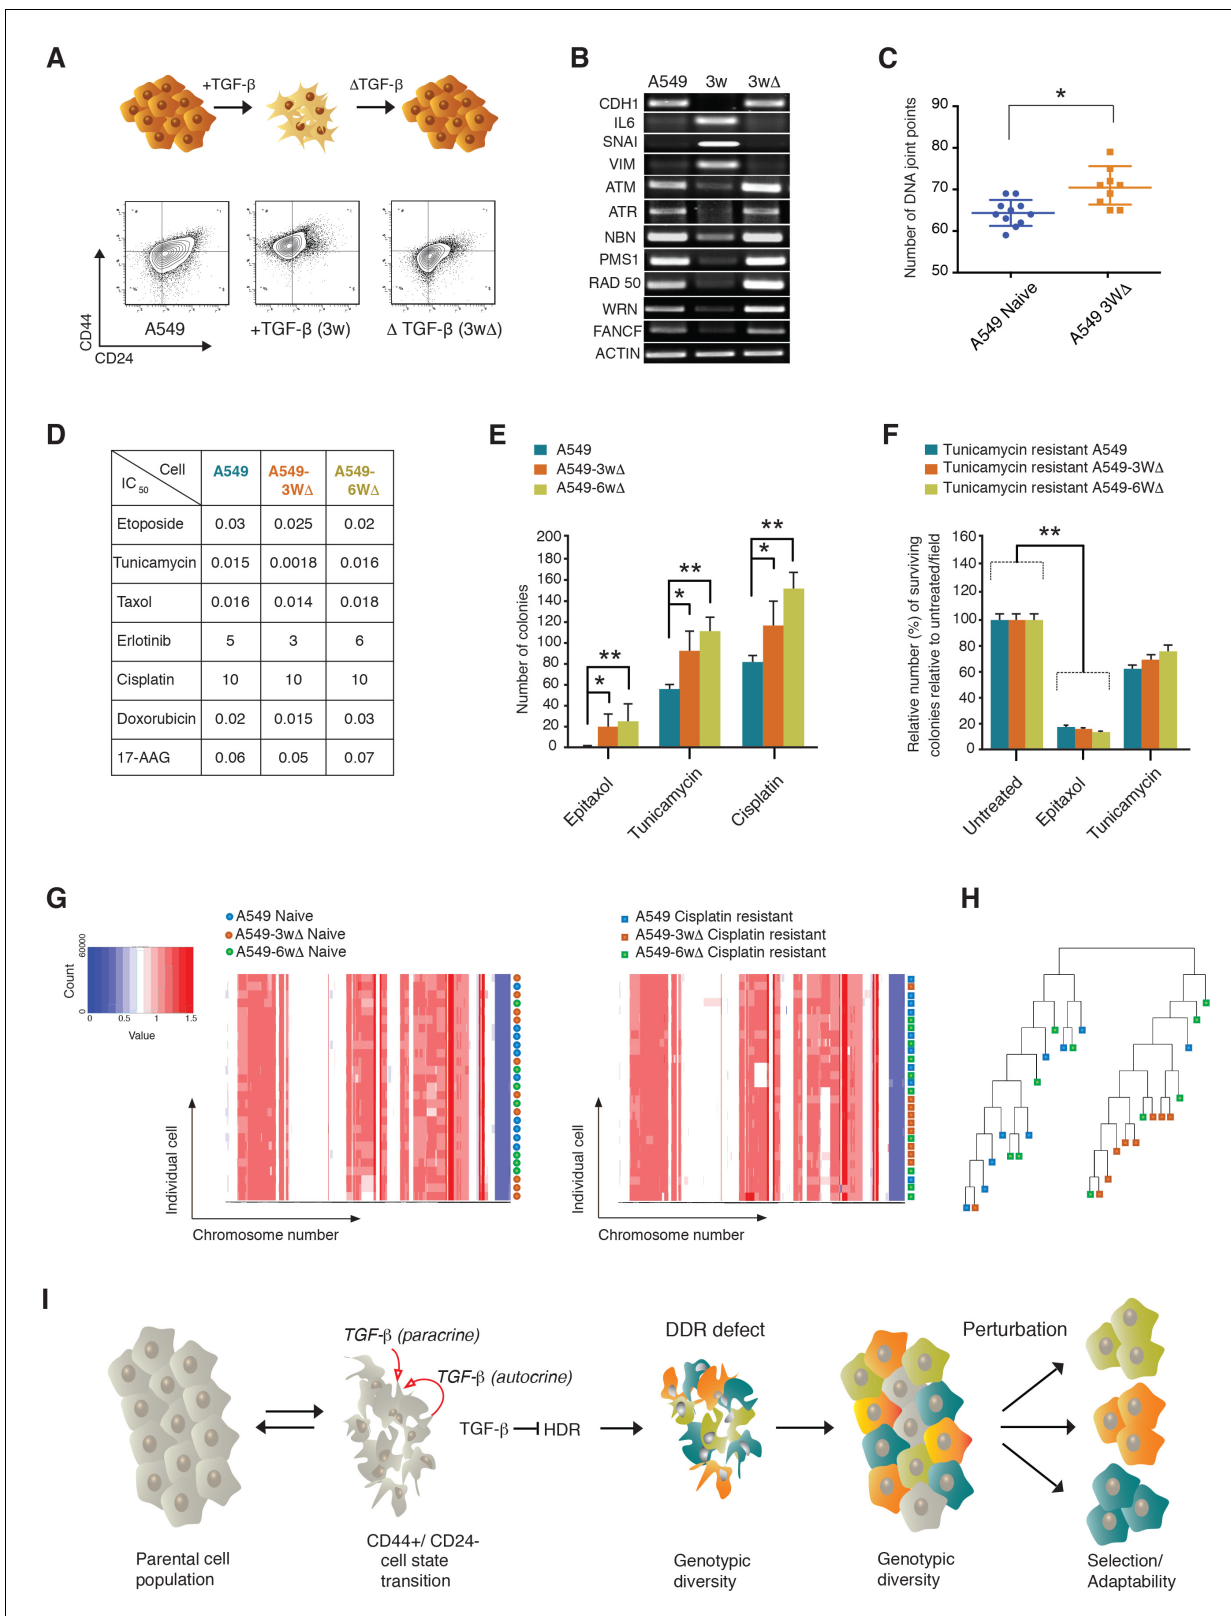 A
+TGF-β
ΔTGF-β
CD44
CD24
A549
+TGF-β (3w)
Δ TGF-β (3wΔ)
B
A549 3w 3wΔ
CDH1
IL6
SNAI
VIM
ATM
ATR
NBN
PMS1
RAD 50
WRN
FANCF
ACTIN
C
Number of DNA joint points
90
80
70
60
50
*
A549 Naive
A549 3WΔ
D
Cell
IC50
A549
A549-3WΔ
A549-6WΔ
Etoposide 0.03 0.025 0.02
Tunicamycin 0.015 0.0018 0.016
Taxol 0.016 0.014 0.018
Erlotinib 5 3 6
Cisplatin 10 10 10
Doxorubicin 0.02 0.015 0.03
17-AAG 0.06 0.05 0.07
E
A549
A549-3wΔ
A549-6wΔ
Number of colonies
200
180
160
140
120
100
80
60
40
20
0
** * ** * ** *
Epitaxol
Tunicamycin
Cisplatin
F
Tunicamycin resistant A549
Tunicamycin resistant A549-3WΔ
Tunicamycin resistant A549-6WΔ
Relative number (%) of surviving
colonies relative to untreated/field
160
140
120
100
80
60
40
20
0
**
Untreated
Epitaxol
Tunicamycin
G
Count
60000
0
0 0.5 1 1.5
Value
A549 Naive
A549-3wΔ Naive
A549-6wΔ Naive
Individual cell
Chromosome number
A549 Cisplatin resistant
A549-3wΔ Cisplatin resistant
A549-6wΔ Cisplatin resistant
Individual cell
Chromosome number
H
I
TGF-β (paracrine)
TGF-β (autocrine)
TGF-β
HDR
DDR defect
Perturbation
Parental cell
population
CD44+/ CD24-
cell state
transition
Genotypic
diversity
Genotypic
diversity
Selection/
Adaptability